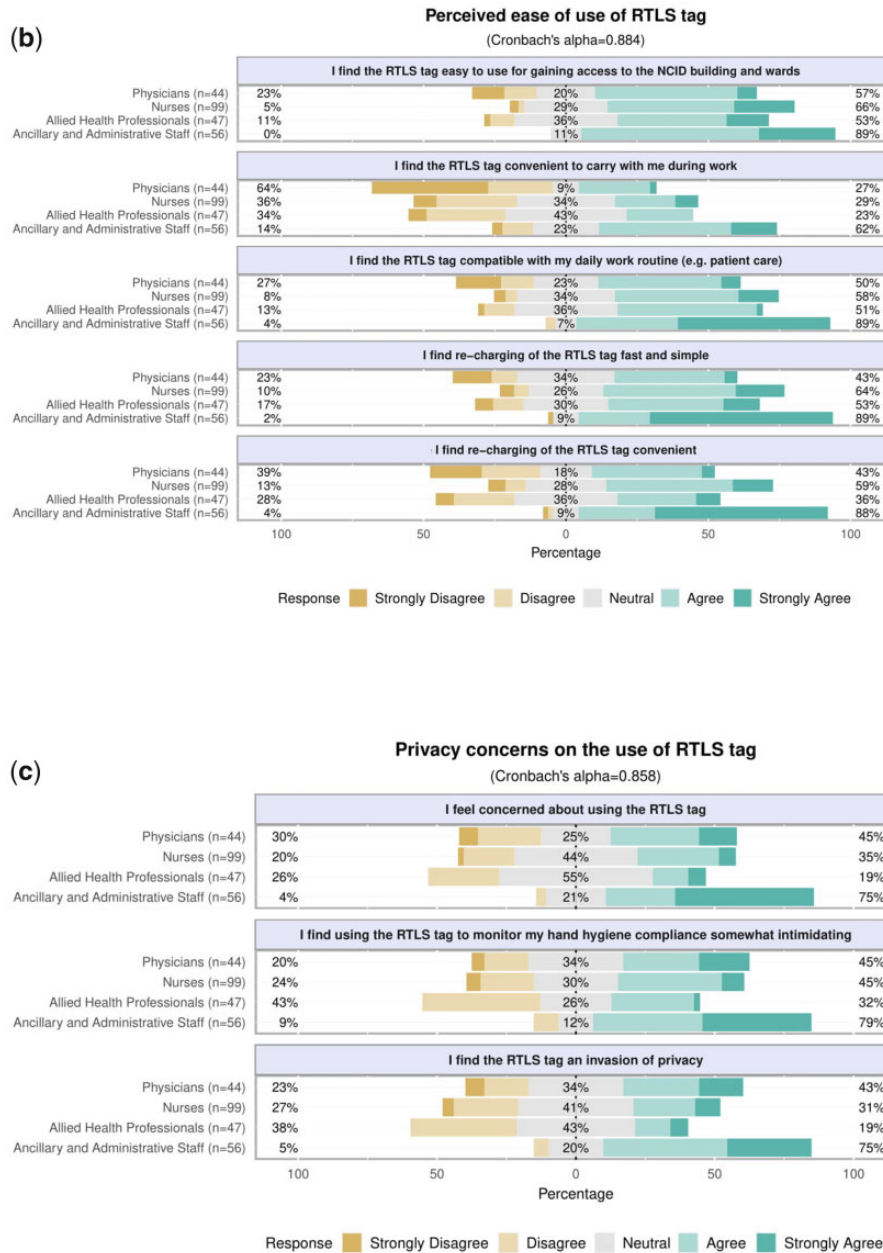 (b)
Perceived ease of use of RTLS tag
(Cronbach's alpha=0.884)
I find the RTLS tag easy to use for gaining access to the NCID building and wards
Physicians (n=44) 23% 20% 57%
Nurses (n=99) 5% 29% 66%
Allied Health Professionals (n=47) 11% 36% 53%
Ancillary and Administrative Staff (n=56) 0% 11% 89%
I find the RTLS tag convenient to carry with me during work
Physicians (n=44) 64% 9% 27%
Nurses (n=99) 36% 34% 29%
Allied Health Professionals (n=47) 34% 43% 23%
Ancillary and Administrative Staff (n=56) 14% 23% 62%
I find the RTLS tag compatible with my daily work routine (e.g. patient care)
Physicians (n=44) 27% 23% 50%
Nurses (n=99) 8% 34% 58%
Allied Health Professionals (n=47) 13% 36% 51%
Ancillary and Administrative Staff (n=56) 4% 7% 89%
I find re-charging of the RTLS tag fast and simple
Physicians (n=44) 23% 34% 43%
Nurses (n=99) 10% 26% 64%
Allied Health Professionals (n=47) 17% 30% 53%
Ancillary and Administrative Staff (n=56) 2% 9% 89%
I find re-charging of the RTLS tag convenient
Physicians (n=44) 39% 18% 43%
Nurses (n=99) 13% 28% 59%
Allied Health Professionals (n=47) 28% 36% 36%
Ancillary and Administrative Staff (n=56) 4% 9% 88%
100 50 0 50 100
Percentage
Response Strongly Disagree Disagree Neutral Agree Strongly Agree
(c)
Privacy concerns on the use of RTLS tag
(Cronbach's alpha=0.858)
I feel concerned about using the RTLS tag
Physicians (n=44) 30% 25% 45%
Nurses (n=99) 20% 44% 35%
Allied Health Professionals (n=47) 26% 55% 19%
Ancillary and Administrative Staff (n=56) 4% 21% 75%
I find using the RTLS tag to monitor my hand hygiene compliance somewhat intimidating
Physicians (n=44) 20% 34% 45%
Nurses (n=99) 24% 30% 45%
Allied Health Professionals (n=47) 43% 26% 32%
Ancillary and Administrative Staff (n=56) 9% 12% 79%
I find the RTLS tag an invasion of privacy
Physicians (n=44) 23% 34% 43%
Nurses (n=99) 27% 41% 31%
Allied Health Professionals (n=47) 38% 43% 19%
Ancillary and Administrative Staff (n=56) 5% 20% 75%
100 50 0 50 100
Percentage
Response Strongly Disagree Disagree Neutral Agree Strongly Agree